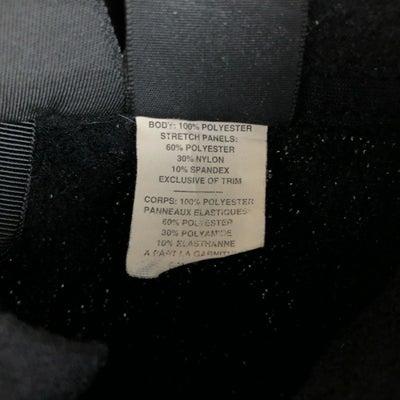 BODY: 100% POLYESTER
STRETCH PANELS:
60% POLYESTER
30% NYLON
10% SPANDEX
EXCLUSIVE OF TRIM
CORPS: 100% POLYESTER
PANNEAUX ELASTIQUES:
60% POLYESTER
30% POLYAMIDE
10% ELASTHANNE
A PART LA